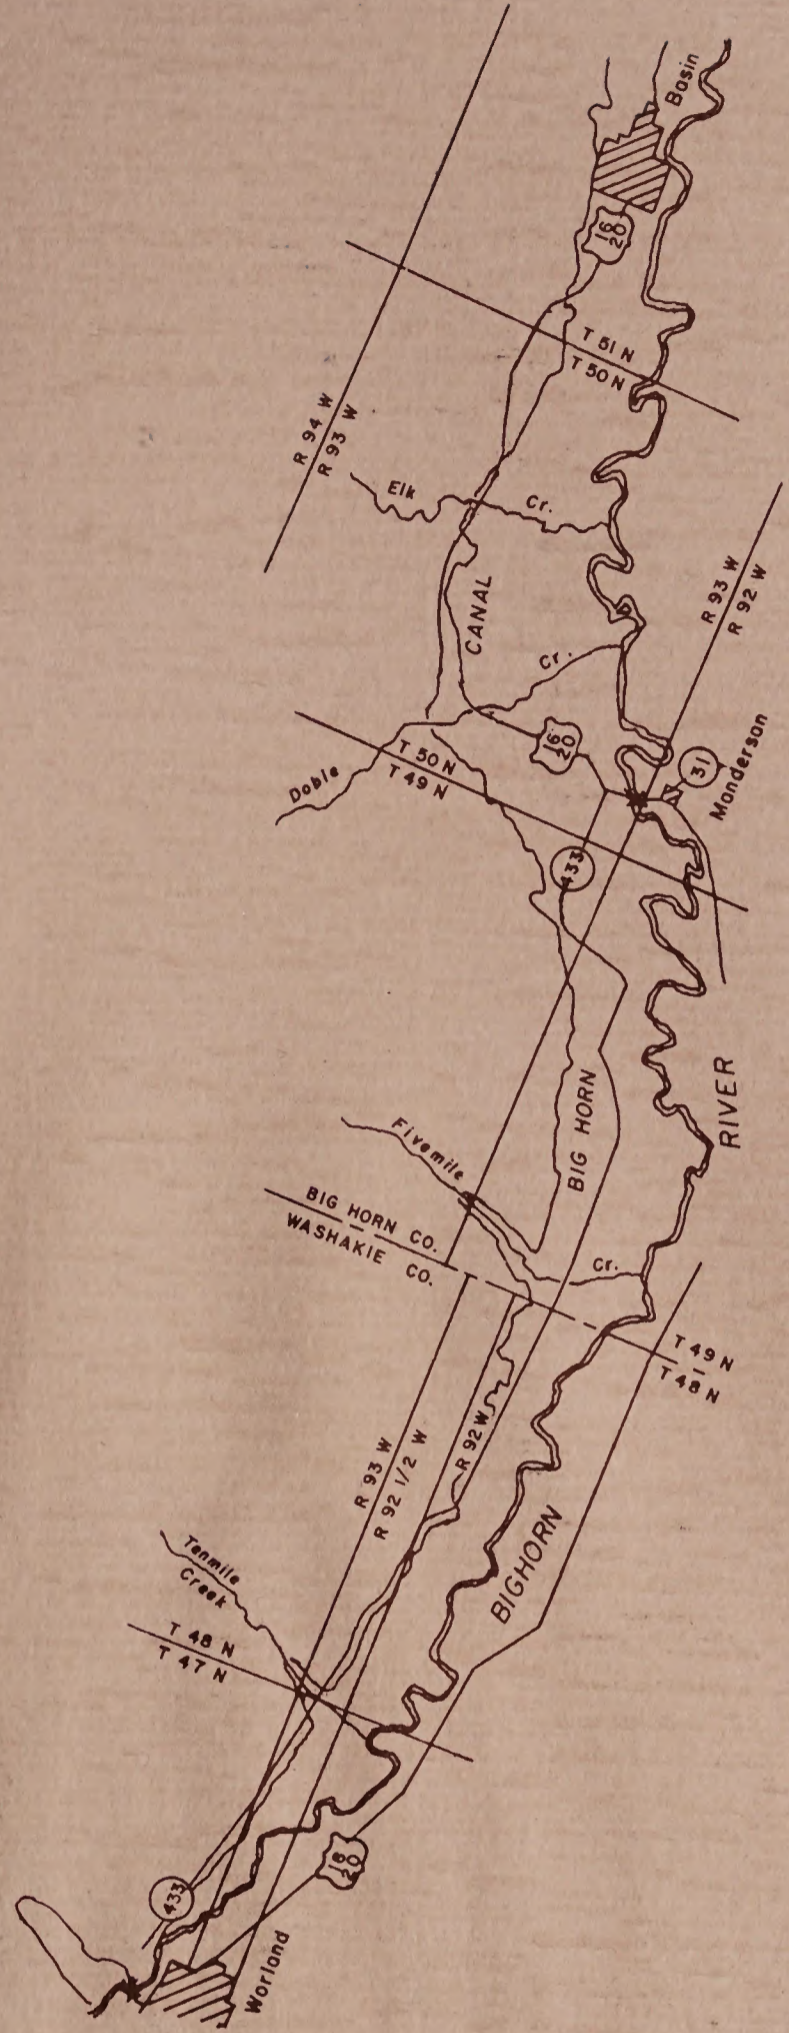 Basin
16
20
T 51 N
T 50 N
R 94 W
R 93 W
Elk
Cr.
R 93 W
R 92 W
CANAL
Cr.
16
20
T 50 N
T 49 N
Doble
31
Manderson
433
RIVER
BIG HORN
Fivemile
BIG HORN CO.
WASHAKIE CO.
Cr.
T 49 N
T 48 N
R 93 W
R 92 1/2 W
R 92 W
BIGHORN
Tenmile
Creek
T 48 N
T 47 N
16
20
433
Worland